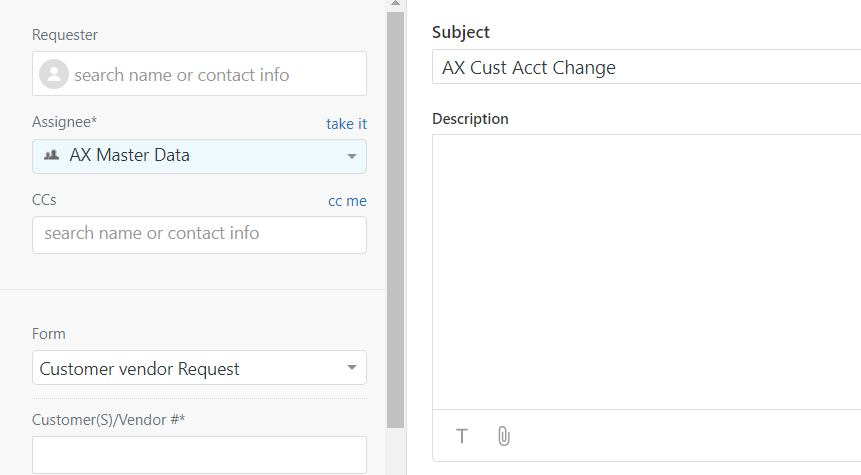 Requester
search name or contact info
Assignee*
take it
AX Master Data
CCs
cc me
search name or contact info
Form
Customer vendor Request
Customer(S)/Vendor #*
Subject
AX Cust Acct Change
Description
T